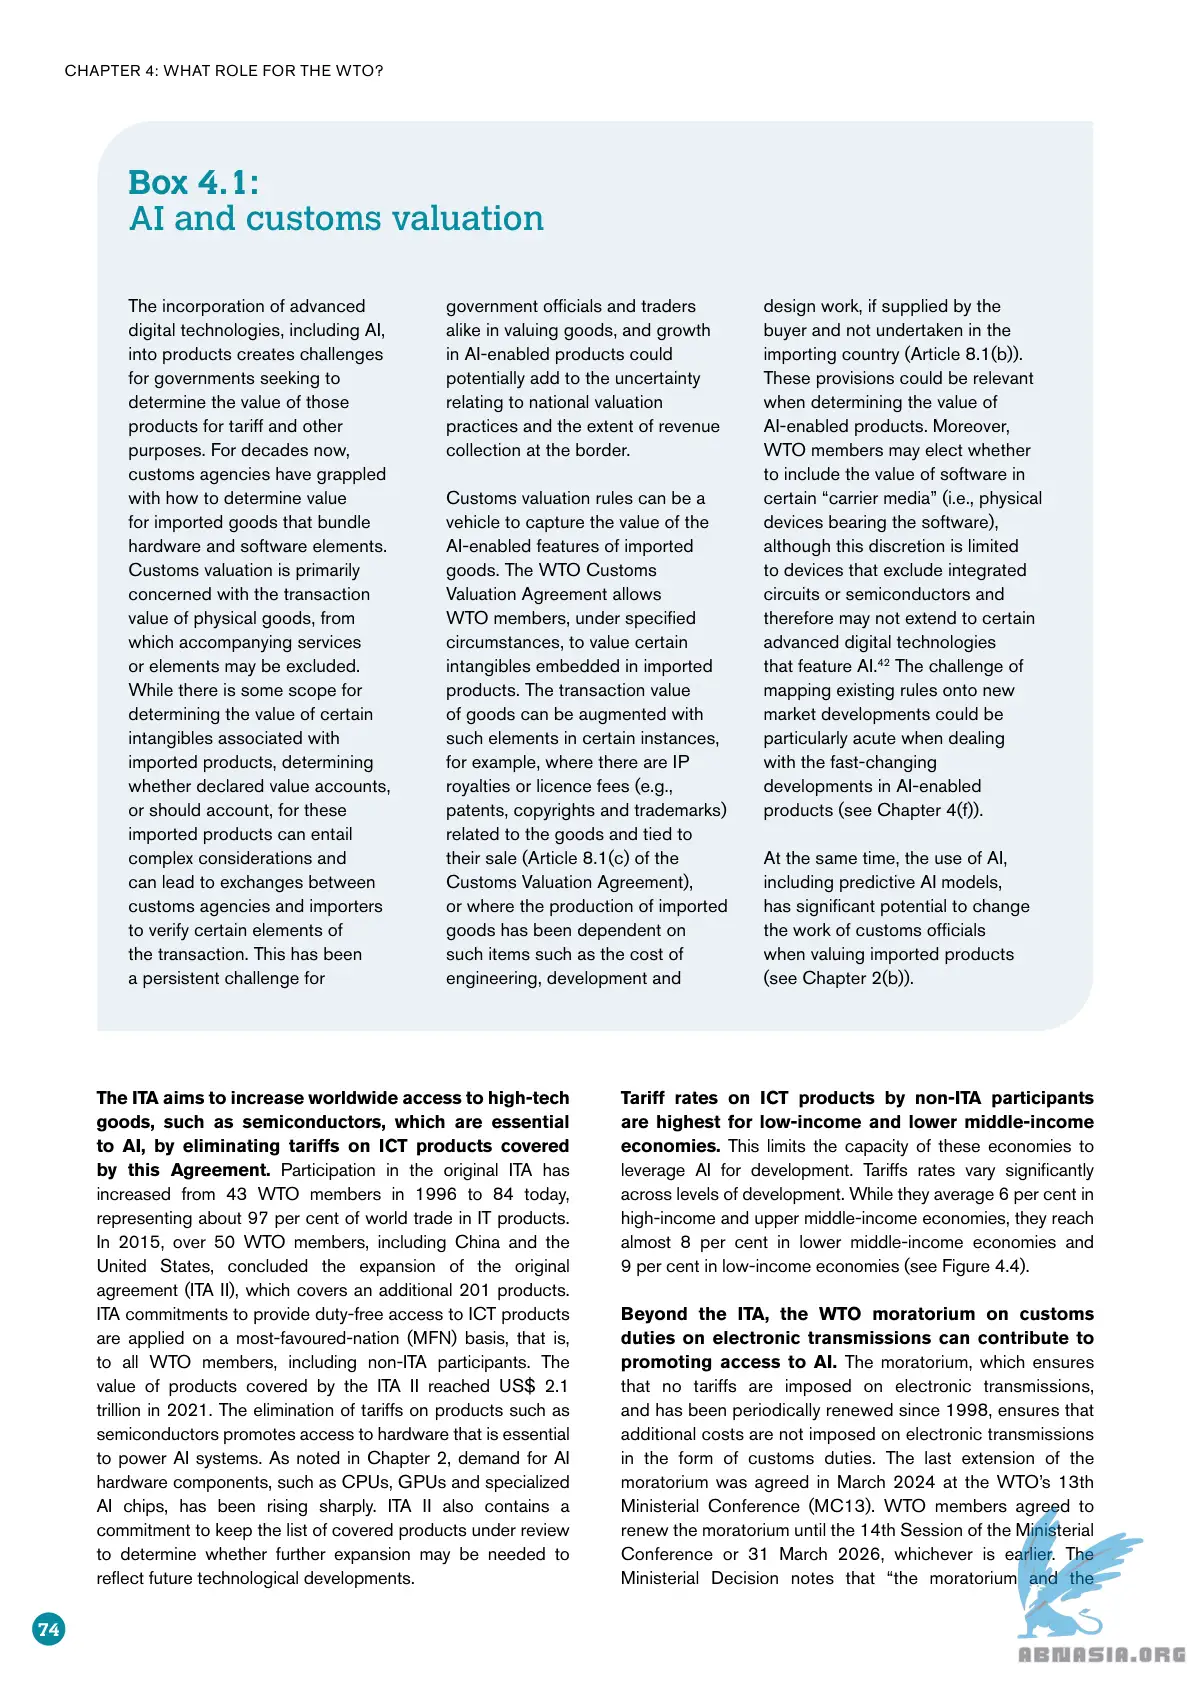 CHAPTER 4: WHAT ROLE FOR THE WTO?
Box 4.1:
AI and customs valuation
The incorporation of advanced
digital technologies, including AI,
into products creates challenges
for governments seeking to
determine the value of those
products for tariff and other
purposes. For decades now,
customs agencies have grappled
with how to determine value
for imported goods that bundle
hardware and software elements.
Customs valuation is primarily
concerned with the transaction
value of physical goods, from
which accompanying services
or elements may be excluded.
While there is some scope for
determining the value of certain
intangibles associated with
imported products, determining
whether declared value accounts,
or should account, for these
imported products can entail
complex considerations and
can lead to exchanges between
customs agencies and importers
to verify certain elements of
the transaction. This has been
a persistent challenge for
government officials and traders
alike in valuing goods, and growth
in AI-enabled products could
potentially add to the uncertainty
relating to national valuation
practices and the extent of revenue
collection at the border.
Customs valuation rules can be a
vehicle to capture the value of the
AI-enabled features of imported
goods. The WTO Customs
Valuation Agreement allows
WTO members, under specified
circumstances, to value certain
intangibles embedded in imported
products. The transaction value
of goods can be augmented with
such elements in certain instances,
for example, where there are IP
royalties or licence fees (e.g.,
patents, copyrights and trademarks)
related to the goods and tied to
their sale (Article 8.1(c) of the
Customs Valuation Agreement),
or where the production of imported
goods has been dependent on
such items such as the cost of
engineering, development and
design work, if supplied by the
buyer and not undertaken in the
importing country (Article 8.1(b)).
These provisions could be relevant
when determining the value of
AI-enabled products. Moreover,
WTO members may elect whether
to include the value of software in
certain “carrier media” (i.e., physical
devices bearing the software),
although this discretion is limited
to devices that exclude integrated
circuits or semiconductors and
therefore may not extend to certain
advanced digital technologies
that feature AI.⁴² The challenge of
mapping existing rules onto new
market developments could be
particularly acute when dealing
with the fast-changing
developments in AI-enabled
products (see Chapter 4(f)).
At the same time, the use of AI,
including predictive AI models,
has significant potential to change
the work of customs officials
when valuing imported products
(see Chapter 2(b)).
The ITA aims to increase worldwide access to high-tech
goods, such as semiconductors, which are essential
to AI, by eliminating tariffs on ICT products covered
by this Agreement. Participation in the original ITA has
increased from 43 WTO members in 1996 to 84 today,
representing about 97 per cent of world trade in IT products.
In 2015, over 50 WTO members, including China and the
United States, concluded the expansion of the original
agreement (ITA II), which covers an additional 201 products.
ITA commitments to provide duty-free access to ICT products
are applied on a most-favoured-nation (MFN) basis, that is,
to all WTO members, including non-ITA participants. The
value of products covered by the ITA II reached US$ 2.1
trillion in 2021. The elimination of tariffs on products such as
semiconductors promotes access to hardware that is essential
to power AI systems. As noted in Chapter 2, demand for AI
hardware components, such as CPUs, GPUs and specialized
AI chips, has been rising sharply. ITA II also contains a
commitment to keep the list of covered products under review
to determine whether further expansion may be needed to
reflect future technological developments.
Tariff rates on ICT products by non-ITA participants
are highest for low-income and lower middle-income
economies. This limits the capacity of these economies to
leverage AI for development. Tariffs rates vary significantly
across levels of development. While they average 6 per cent in
high-income and upper middle-income economies, they reach
almost 8 per cent in lower middle-income economies and
9 per cent in low-income economies (see Figure 4.4).
Beyond the ITA, the WTO moratorium on customs
duties on electronic transmissions can contribute to
promoting access to AI. The moratorium, which ensures
that no tariffs are imposed on electronic transmissions,
and has been periodically renewed since 1998, ensures that
additional costs are not imposed on electronic transmissions
in the form of customs duties. The last extension of the
moratorium was agreed in March 2024 at the WTO’s 13th
Ministerial Conference (MC13). WTO members agreed to
renew the moratorium until the 14th Session of the Ministerial
Conference or 31 March 2026, whichever is earlier. The
Ministerial Decision notes that “the moratorium and the
74
ABNASIA.ORG